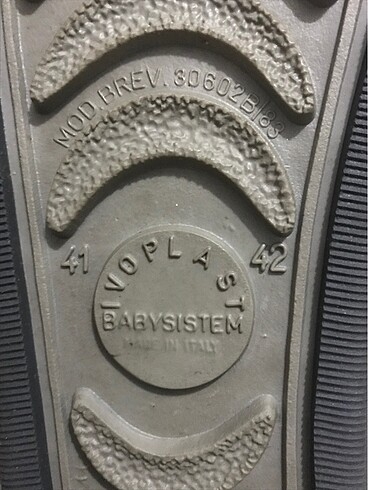 MOD BREV. 30602B/83
41 42
IVOPLAST
BABYSISTEM
MADE IN ITALY